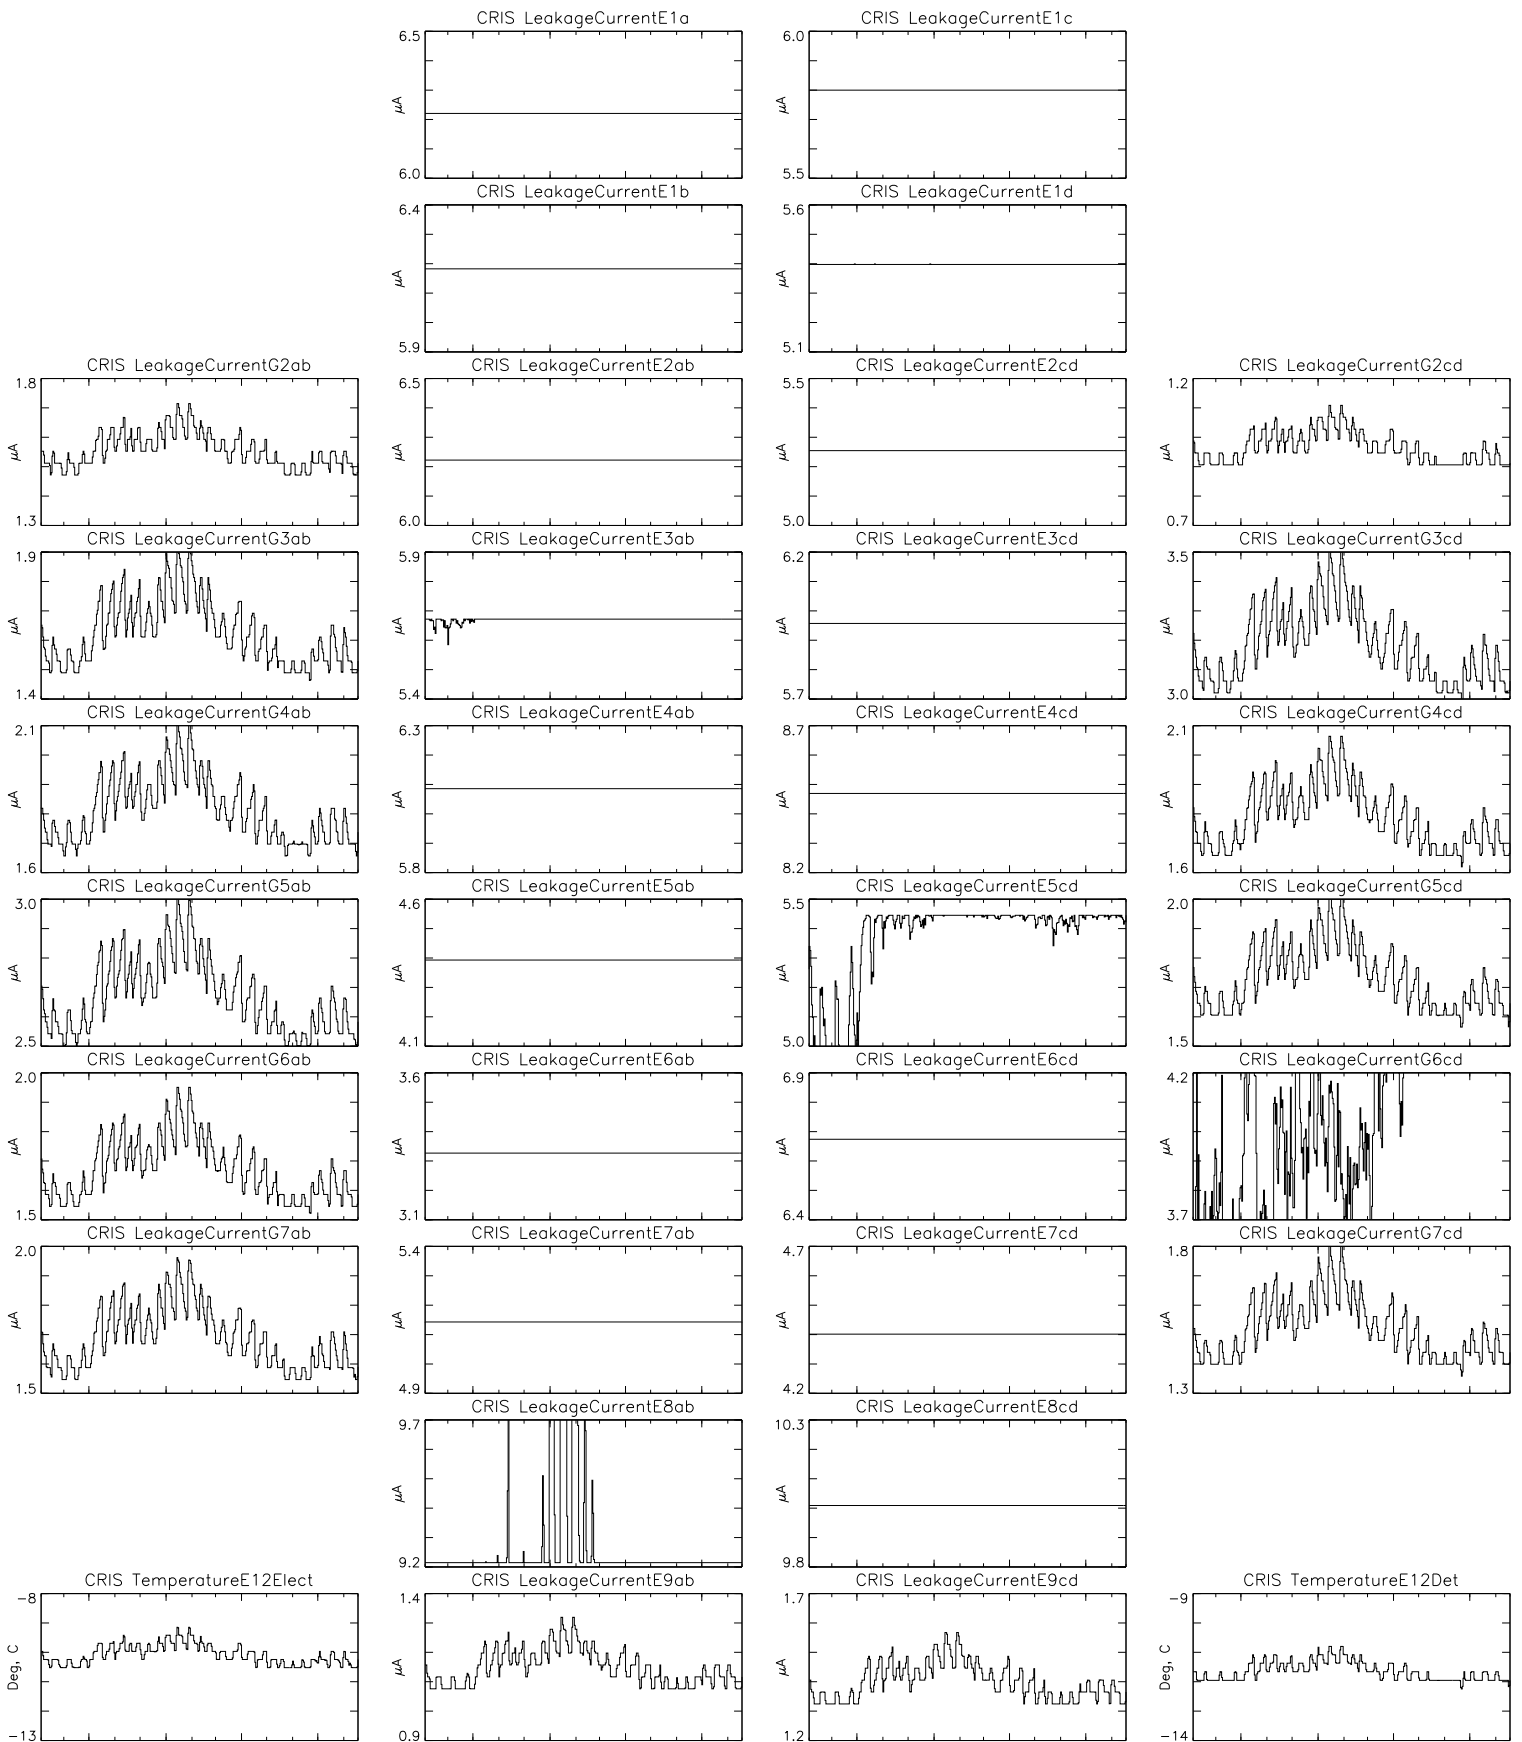 CRIS LeakageCurrentE1a
6.5
μA
6.0
CRIS LeakageCurrentE1c
6.0
μA
5.5
CRIS LeakageCurrentE1b
6.4
μA
5.9
CRIS LeakageCurrentE1d
5.6
μA
5.1
CRIS LeakageCurrentG2ab
1.8
μA
1.3
CRIS LeakageCurrentE2ab
6.5
μA
6.0
CRIS LeakageCurrentE2cd
5.5
μA
5.0
CRIS LeakageCurrentG2cd
1.2
μA
0.7
CRIS LeakageCurrentG3ab
1.9
μA
1.4
CRIS LeakageCurrentE3ab
5.9
μA
5.4
CRIS LeakageCurrentE3cd
6.2
μA
5.7
CRIS LeakageCurrentG3cd
3.5
μA
3.0
CRIS LeakageCurrentG4ab
2.1
μA
1.6
CRIS LeakageCurrentE4ab
6.3
μA
5.8
CRIS LeakageCurrentE4cd
8.7
μA
8.2
CRIS LeakageCurrentG4cd
2.1
μA
1.6
CRIS LeakageCurrentG5ab
3.0
μA
2.5
CRIS LeakageCurrentE5ab
4.6
μA
4.1
CRIS LeakageCurrentE5cd
5.5
μA
5.0
CRIS LeakageCurrentG5cd
2.0
μA
1.5
CRIS LeakageCurrentG6ab
2.0
μA
1.5
CRIS LeakageCurrentE6ab
3.6
μA
3.1
CRIS LeakageCurrentE6cd
6.9
μA
6.4
CRIS LeakageCurrentG6cd
4.2
μA
3.7
CRIS LeakageCurrentG7ab
2.0
μA
1.5
CRIS LeakageCurrentE7ab
5.4
μA
4.9
CRIS LeakageCurrentE7cd
4.7
μA
4.2
CRIS LeakageCurrentG7cd
1.8
μA
1.3
CRIS LeakageCurrentE8ab
9.7
μA
9.2
CRIS LeakageCurrentE8cd
10.3
μA
9.8
CRIS TemperatureE12Elect
-8
Deg, C
-13
CRIS LeakageCurrentE9ab
1.4
μA
0.9
CRIS LeakageCurrentE9cd
1.7
μA
1.2
CRIS TemperatureE12Det
-9
Deg, C
-14